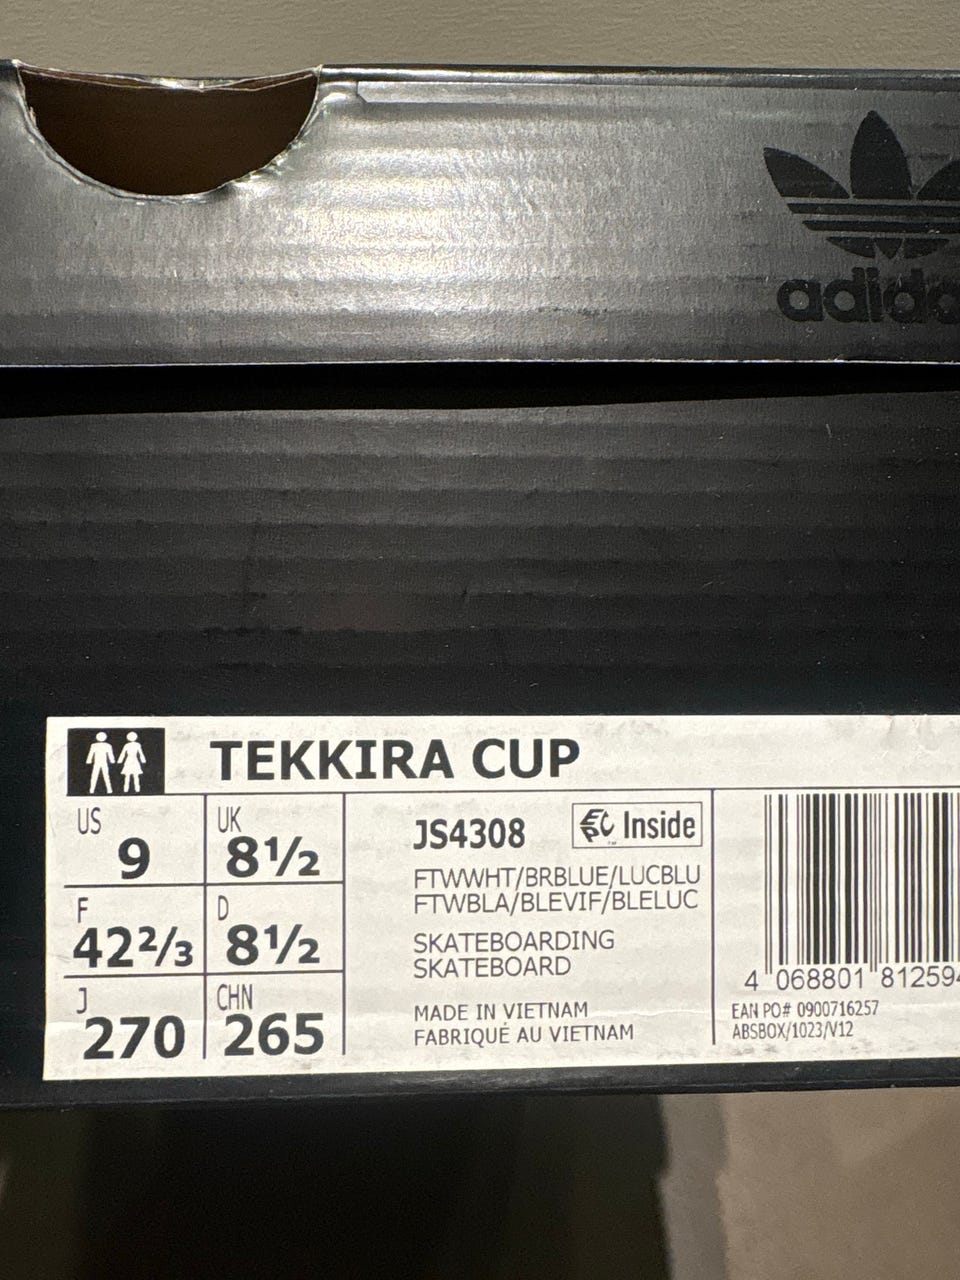 adidas
TEKKIRA CUP
US
9
UK
8½
F
42⅔
D
8½
J
270
CHN
265
JS4308
Inside
™
FTWWHT/BRBLUE/LUCBLU
FTWBLA/BLEVIF/BLELUC
SKATEBOARDING
SKATEBOARD
MADE IN VIETNAM
FABRIQUÉ AU VIETNAM
4 068801 81259
EAN PO# 0900716257
ABSBOX/1023/V12